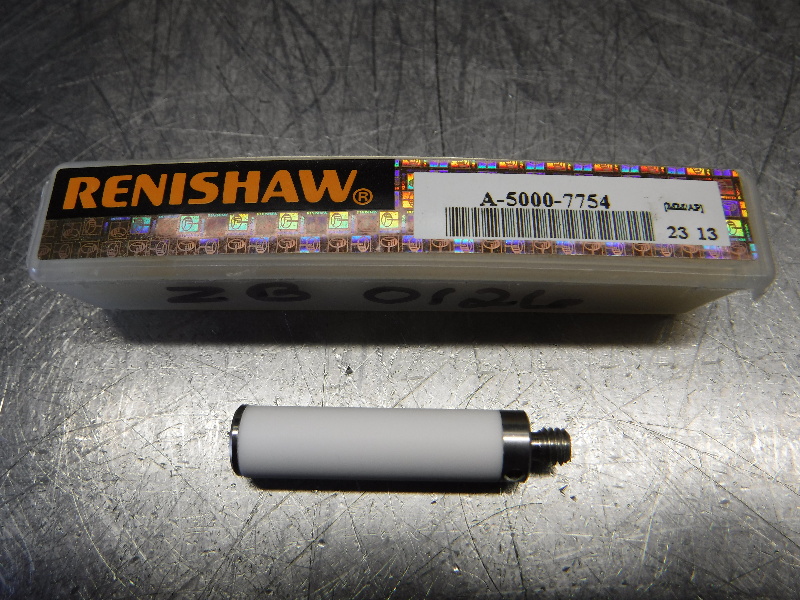 RENISHAW®
A-5000-7754
23 13
ZB 0126